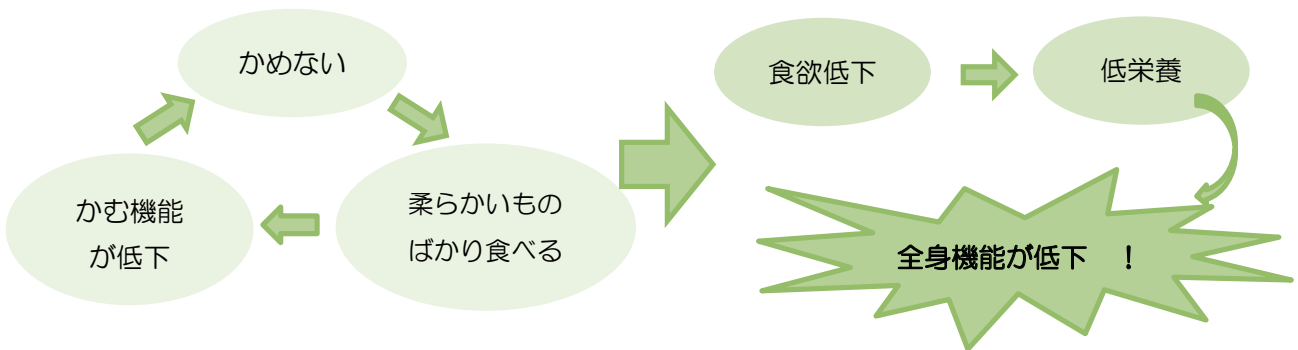 かめない
柔らかいもの
ばかり食べる
かむ機能
が低下
食欲低下
低栄養
全身機能が低下　！